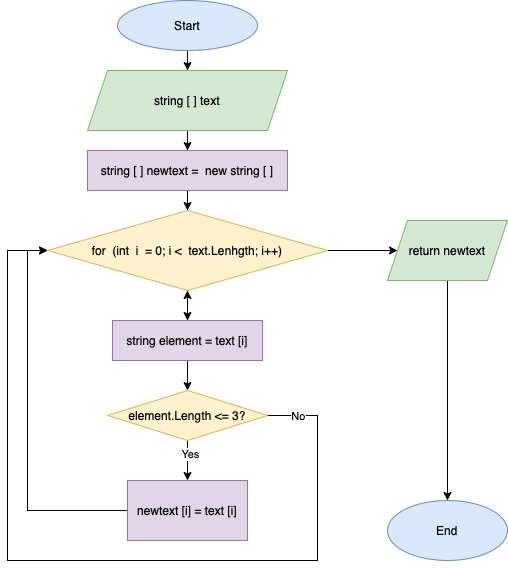 Start
string [ ] text
string [ ] newtext =  new string [ ]
for  (int  i  = 0; i <  text.Lenhgth; i++)
return newtext
string element = text [i]
element.Length <= 3?
No
Yes
newtext [i] = text [i]
End